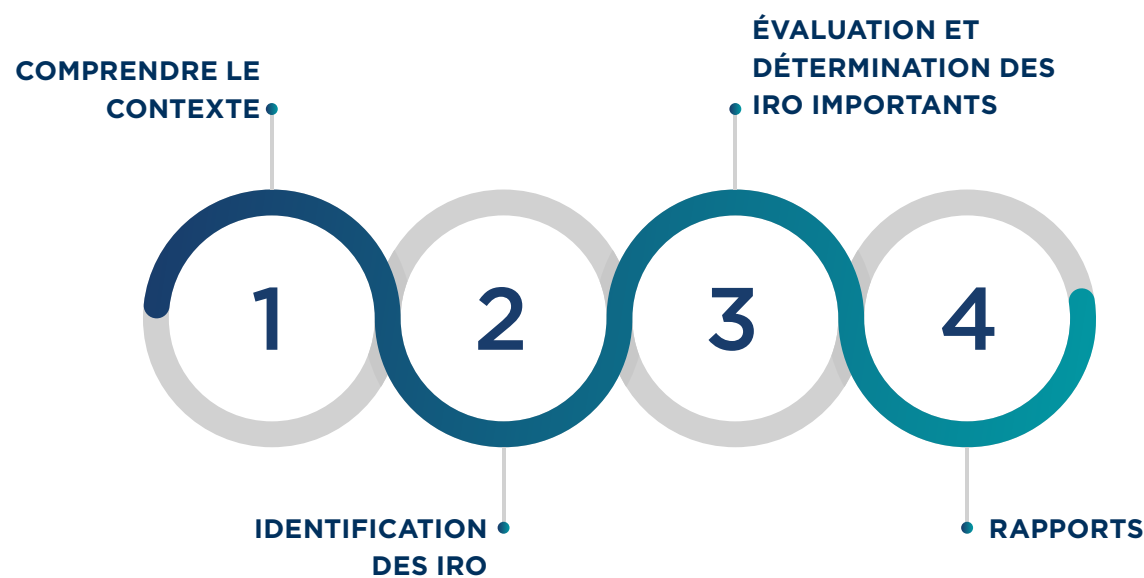 COMPRENDRE LE
CONTEXTE
ÉVALUATION ET
DÉTERMINATION DES
IRO IMPORTANTS
1
2
3
4
IDENTIFICATION
DES IRO
RAPPORTS